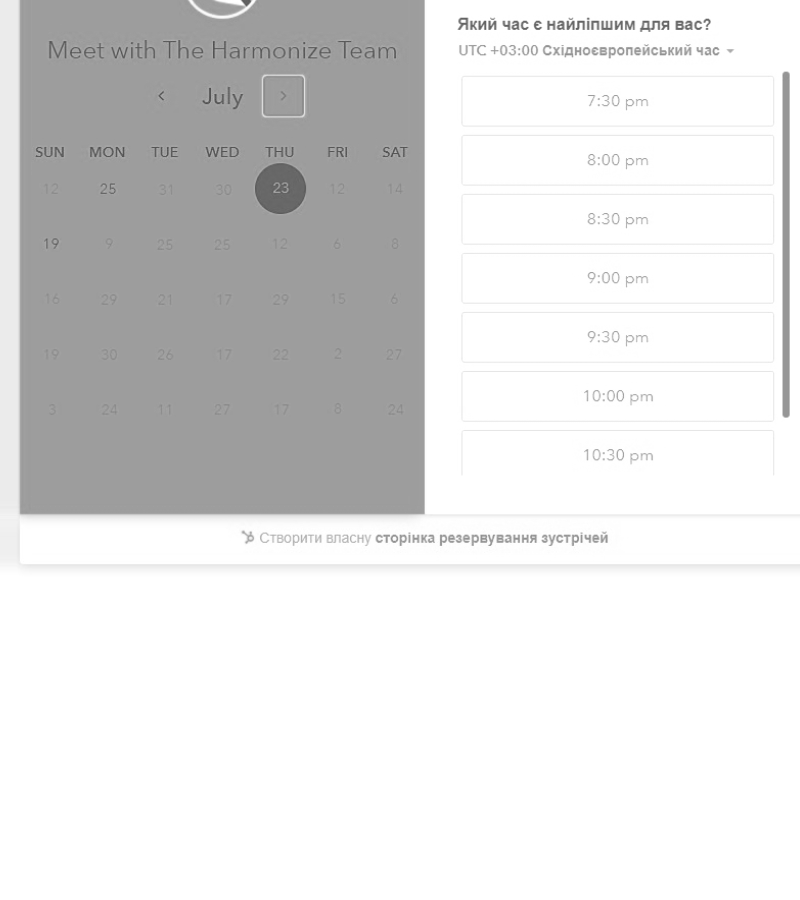 Meet with The Harmonize Team
July
SUN MON TUE WED THU FRI SAT
12 25 31 30 23 12 14
19 9 25 25 12 6 8
16 29 21 17 29 15 6
19 30 26 17 22 2 27
3 24 11 27 17 8 24
Який час є найліпшим для вас?
UTC +03:00 Східноєвропейський час
7:30 pm
8:00 pm
8:30 pm
9:00 pm
9:30 pm
10:00 pm
10:30 pm
Створити власну сторінка резервування зустрічей